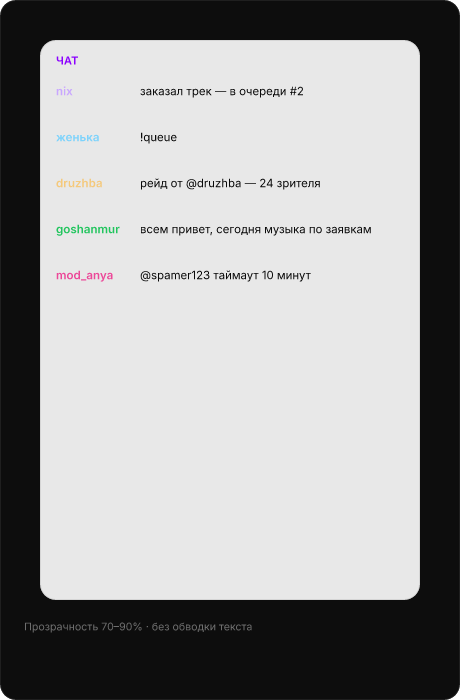 ЧАТ
nix заказал трек — в очереди #2
женька !queue
druzhba рейд от @druzhba — 24 зрителя
goshanmur всем привет, сегодня музыка по заявкам
mod_anya @spamer123 таймаут 10 минут
Прозрачность 70–90% · без обводки текста